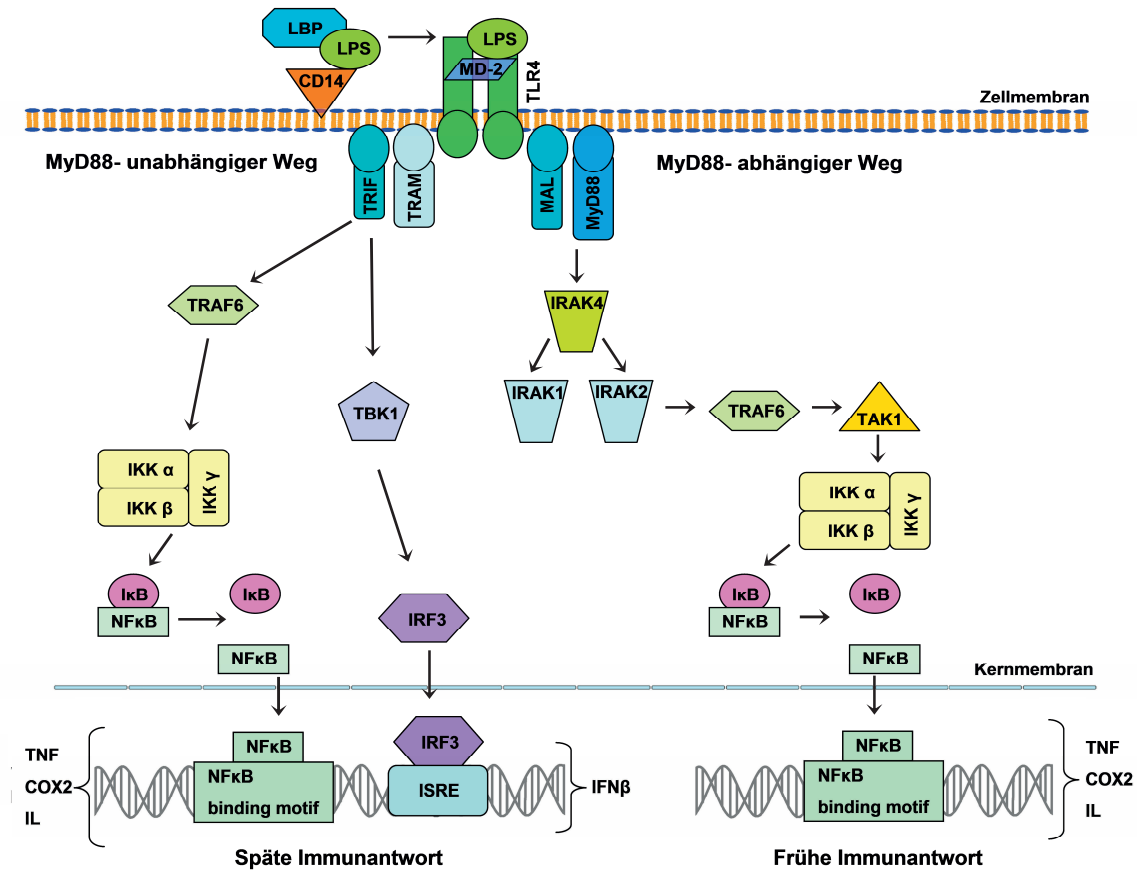 LBP
LPS
CD14
LPS
MD-2
TLR4
Zellmembran
MyD88- unabhängiger Weg
MyD88- abhängiger Weg
TRIF
TRAM
MAL
MyD88
TRAF6
IRAK4
TBK1
IRAK1
IRAK2
TRAF6
TAK1
IKK α
IKK β
IKK γ
IKK α
IKK β
IKK γ
IκB
NFκB
IκB
NFκB
IRF3
IκB
NFκB
IκB
NFκB
Kernmembran
TNF
COX2
IL
NFκB
NFκB
binding motif
IRF3
ISRE
IFNβ
NFκB
NFκB
binding motif
TNF
COX2
IL
Späte Immunantwort
Frühe Immunantwort